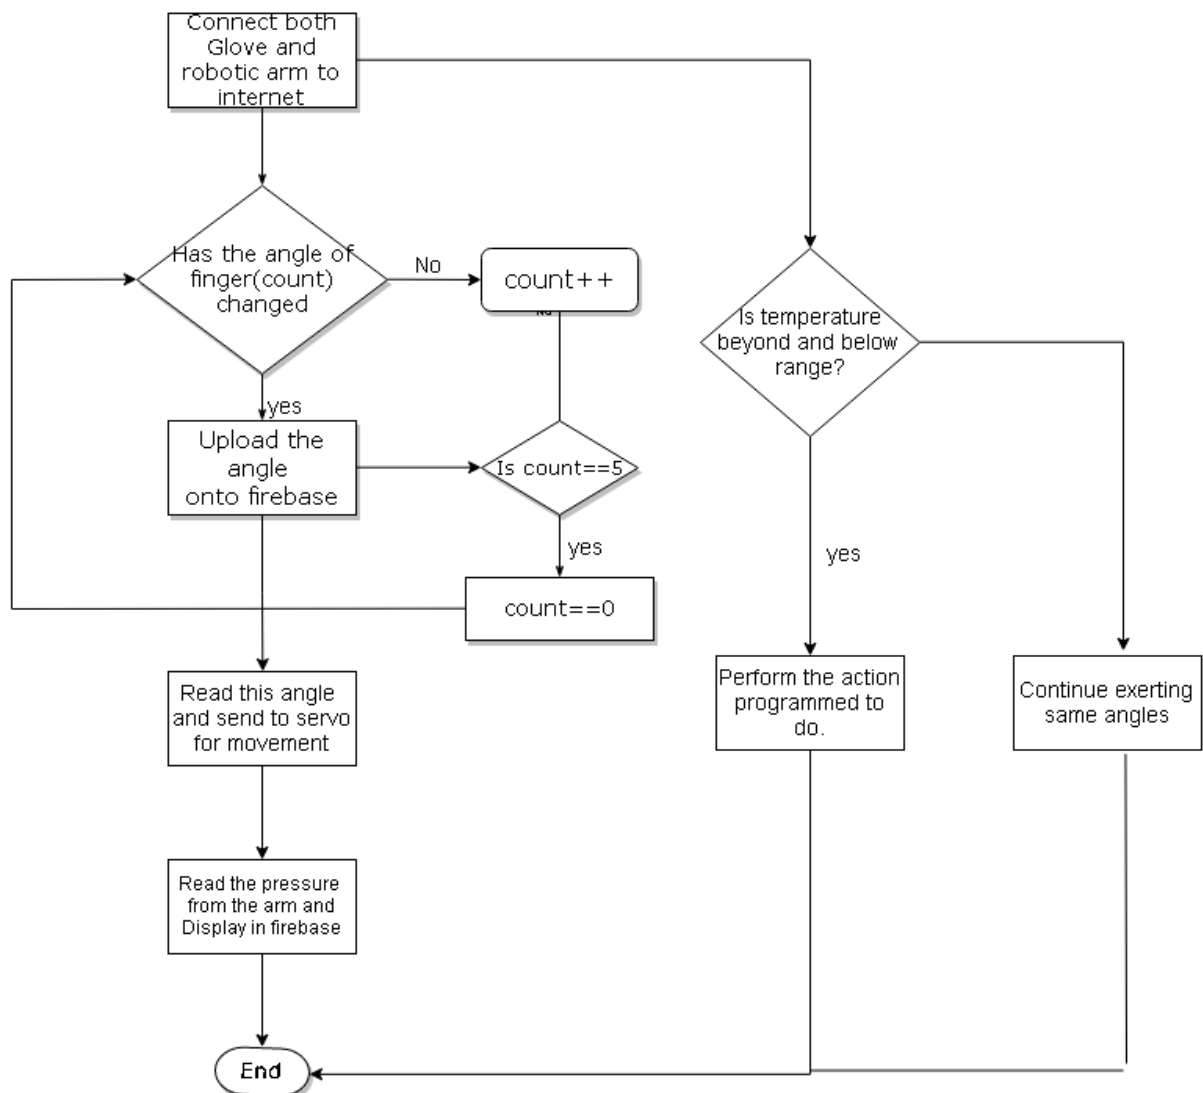 Connect both
Glove and
robotic arm to
internet
Has the angle of
finger(count)
changed
No
count++
No
Is temperature
beyond and below
range?
yes
Upload the
angle
onto firebase
Is count==5
yes
yes
count==0
Read this angle
and send to servo
for movement
Perform the action
programmed to
do.
Continue exerting
same angles
Read the pressure
from the arm and
Display in firebase
End